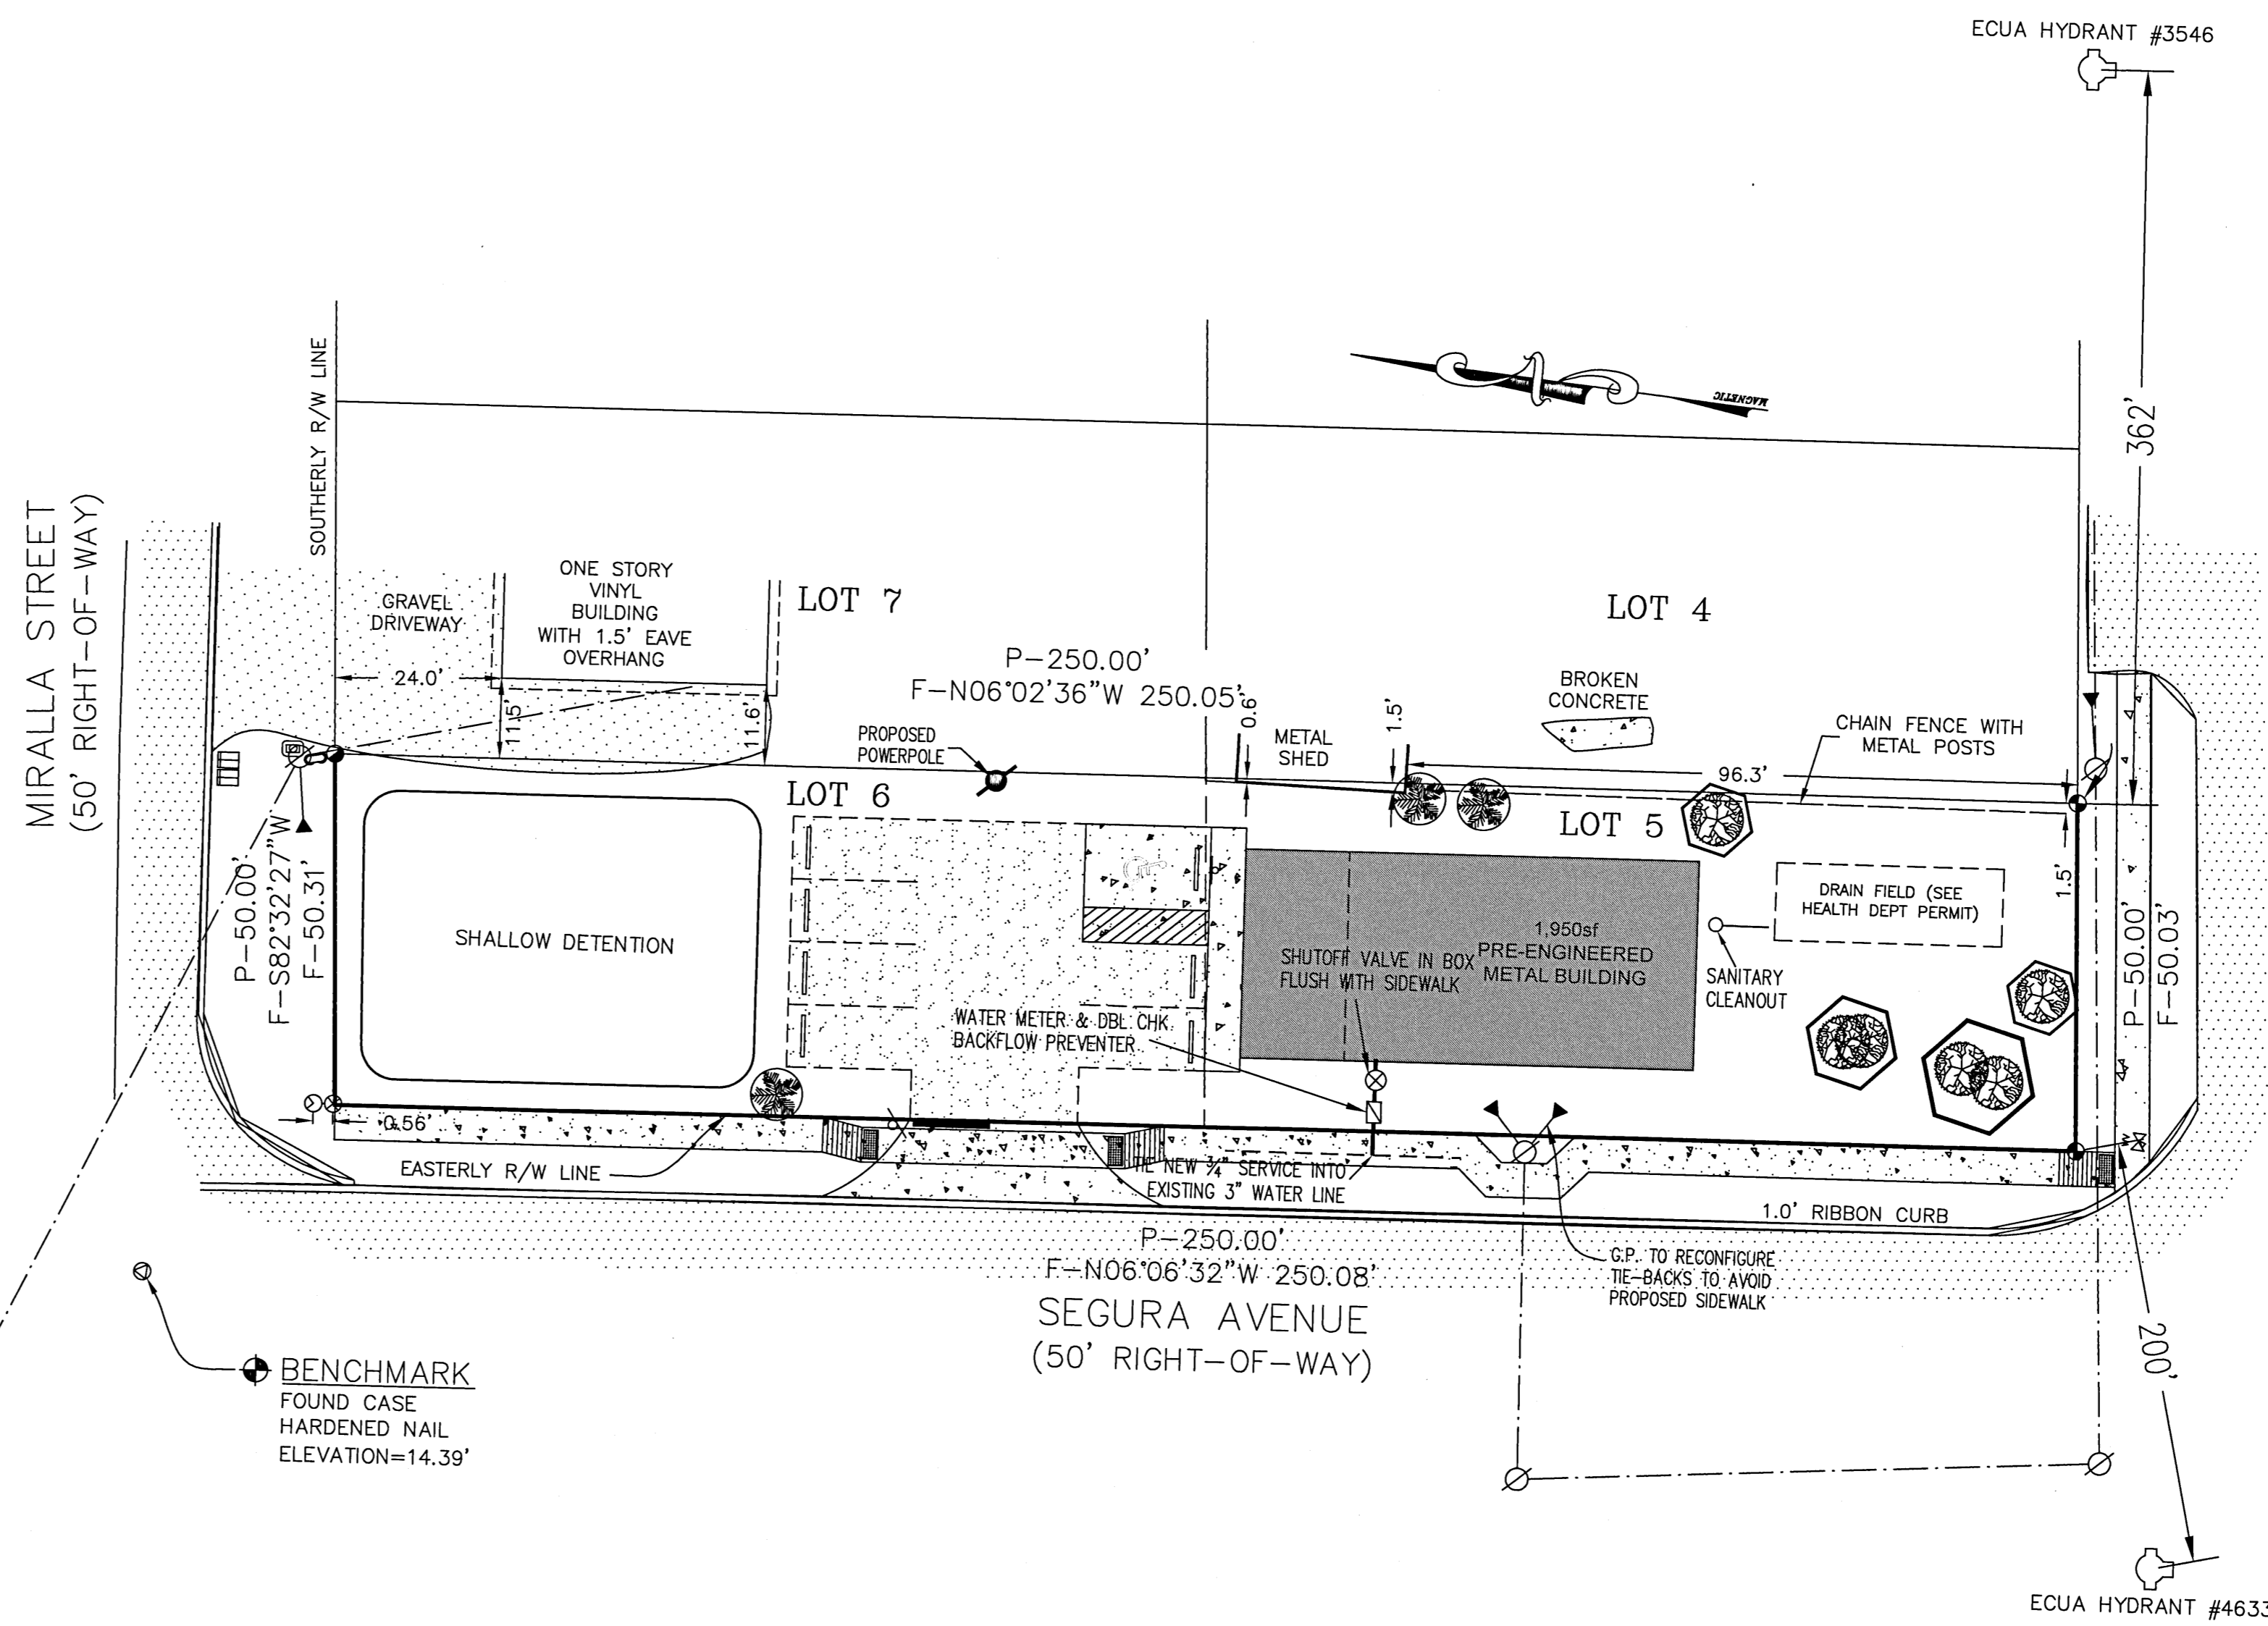 ECUA HYDRANT #3546
362'
MAGNETIC
MIRALLA STREET
(50' RIGHT-OF-WAY)
SOUTHERLY R/W LINE
GRAVEL
DRIVEWAY
24.0'
ONE STORY
VINYL
BUILDING
WITH 1.5' EAVE
OVERHANG
11.5'
11.6'
LOT 7
LOT 4
P-250.00'
F-N06°02'36"W 250.05'
0.6'
METAL
SHED
1.5'
BROKEN
CONCRETE
CHAIN FENCE WITH
METAL POSTS
96.3'
PROPOSED
POWERPOLE
LOT 6
LOT 5
1.5'
P-50.00'
F-S82°32'27"W
F-50.31'
SHALLOW DETENTION
DRAIN FIELD (SEE
HEALTH DEPT PERMIT)
1,950sf
PRE-ENGINEERED
METAL BUILDING
SHUTOFF VALVE IN BOX
FLUSH WITH SIDEWALK
SANITARY
CLEANOUT
P-50.00'
F-50.03'
WATER METER & DBL CHK
BACKFLOW PREVENTER
0.56'
EASTERLY R/W LINE
TIE NEW ¾" SERVICE INTO
EXISTING 3" WATER LINE
1.0' RIBBON CURB
P-250.00'
F-N06°06'32"W 250.08'
SEGURA AVENUE
(50' RIGHT-OF-WAY)
G.P. TO RECONFIGURE
TIE-BACKS TO AVOID
PROPOSED SIDEWALK
200'
BENCHMARK
FOUND CASE
HARDENED NAIL
ELEVATION=14.39'
ECUA HYDRANT #4633